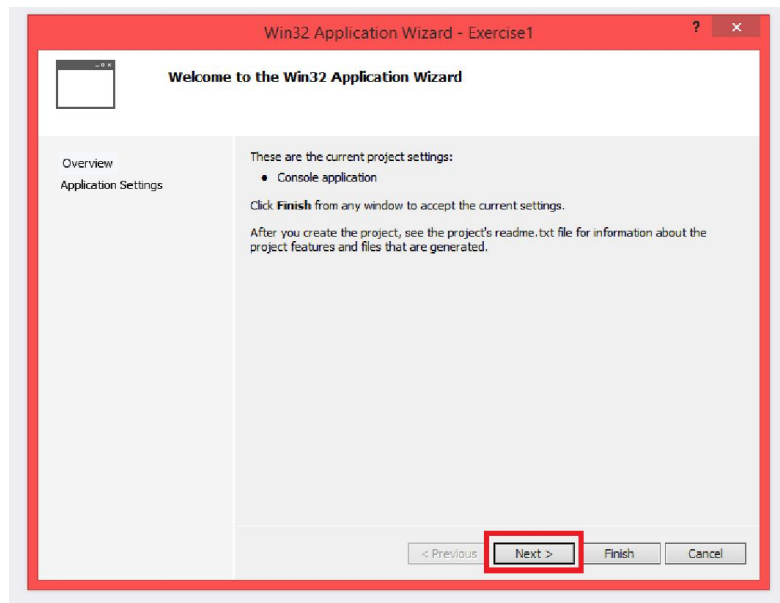 Win32 Application Wizard - Exercise1
? ×
Welcome to the Win32 Application Wizard
Overview
Application Settings
These are the current project settings:
• Console application
Click Finish from any window to accept the current settings.
After you create the project, see the project's readme.txt file for information about the
project features and files that are generated.
< Previous Next > Finish Cancel